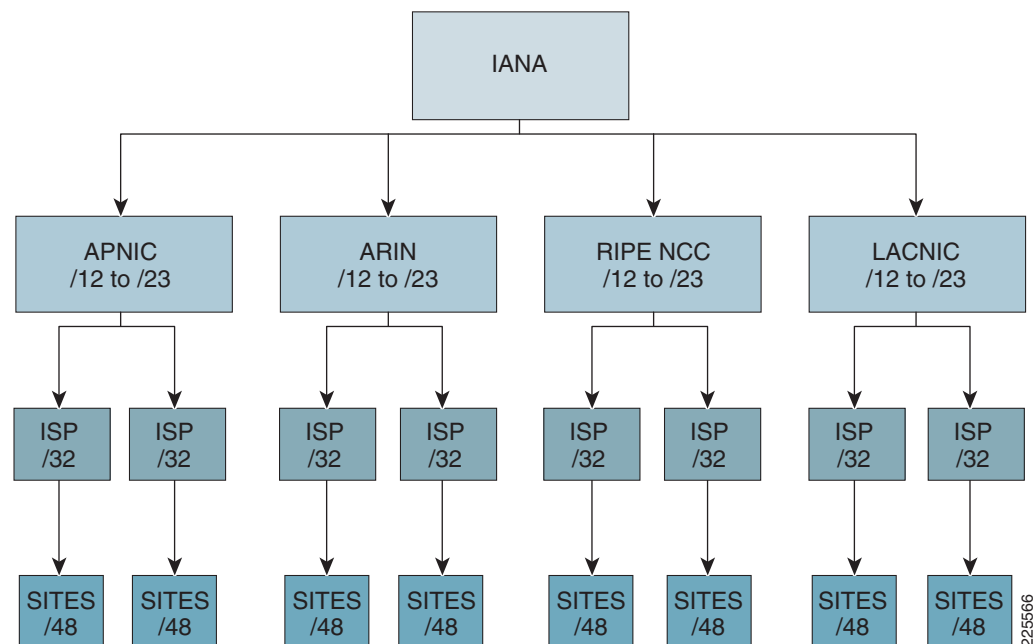 IANA
APNIC
/12 to /23
ARIN
/12 to /23
RIPE NCC
/12 to /23
LACNIC
/12 to /23
ISP
/32
ISP
/32
ISP
/32
ISP
/32
ISP
/32
ISP
/32
ISP
/32
ISP
/32
SITES
/48
SITES
/48
SITES
/48
SITES
/48
SITES
/48
SITES
/48
SITES
/48
SITES
/48
225566